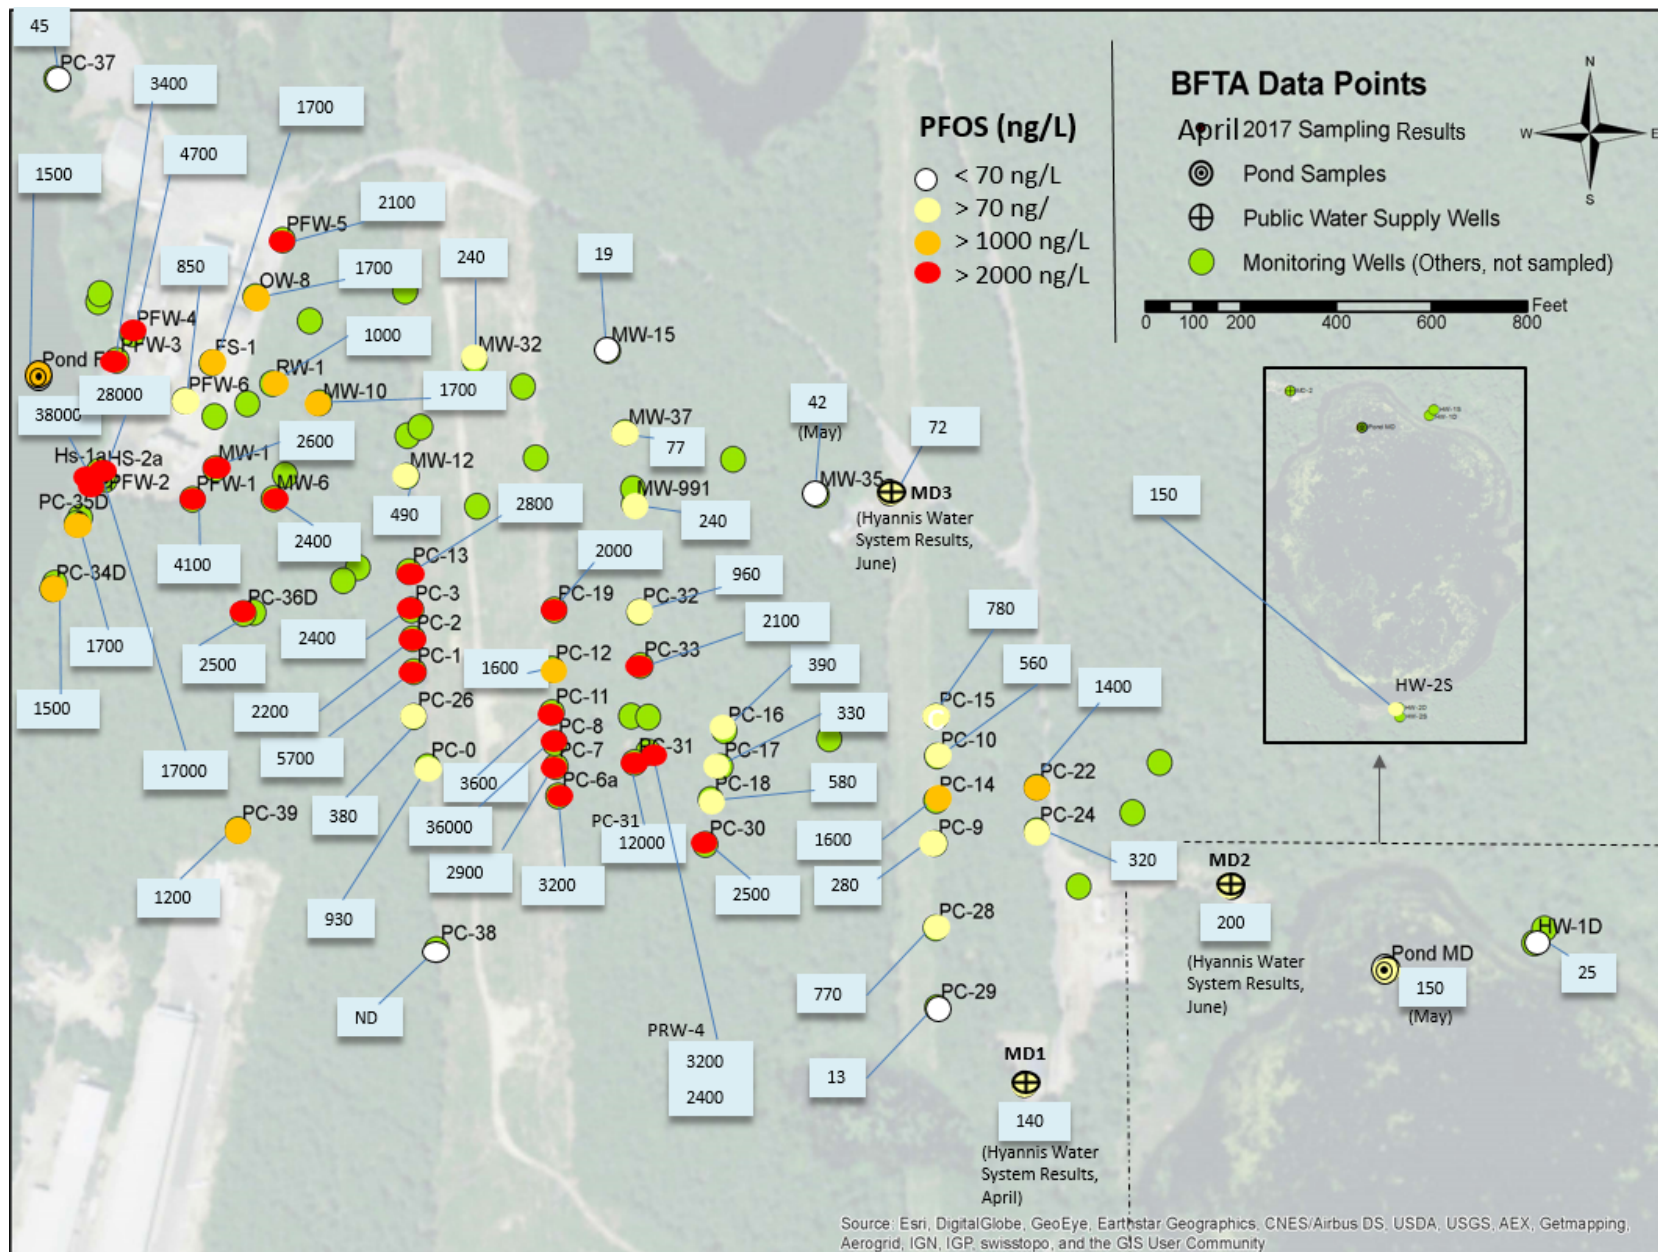 45
PC-37
3400
1700
4700
1500
PFW-5
2100
850
OW-8
1700
240
19
PFW-4
PFW-3
FS-1
1000
MW-32
MW-15
Pond F
RW-1
PFW-6
MW-10
1700
28000
38000
42
(May)
MW-37
77
72
2600
Hs-1a
HS-2a
MW-1
MW-12
PFW-2
PFW-1
MW-6
MW-991
MW-35
MD3
(Hyannis Water
System Results,
June)
PC-35D
490
2800
240
150
4100
2400
PC-13
2000
960
PC-34D
PC-36D
PC-3
PC-19
PC-32
780
2100
1700
2400
PC-2
2500
PC-1
1600
PC-12
PC-33
390
560
1400
1500
2200
PC-26
PC-11
PC-16
330
PC-15
PC-8
17000
5700
PC-0
PC-7
PC-31
PC-17
PC-10
3600
PC-6a
PC-18
580
PC-14
PC-22
380
36000
PC-31
12000
PC-30
1600
PC-9
PC-24
PC-39
2900
3200
2500
280
320
1200
930
PC-38
PC-28
MD2
200
(Hyannis Water
System Results,
June)
770
PC-29
ND
PRW-4
3200
2400
13
MD1
140
(Hyannis Water
System Results,
April)
Pond MD
150
(May)
HW-1D
25
PFOS (ng/L)
< 70 ng/L
> 70 ng/
> 1000 ng/L
> 2000 ng/L
BFTA Data Points
April 2017 Sampling Results
Pond Samples
Public Water Supply Wells
Monitoring Wells (Others, not sampled)
Feet
0 100 200 400 600 800
N
W E
S
MD-2
HW-1S
HW-1D
Pond MD
HW-2S
HW-2D
HW-2S
Source: Esri, DigitalGlobe, GeoEye, Earthstar Geographics, CNES/Airbus DS, USDA, USGS, AEX, Getmapping,
Aerogrid, IGN, IGP, swisstopo, and the GIS User Community